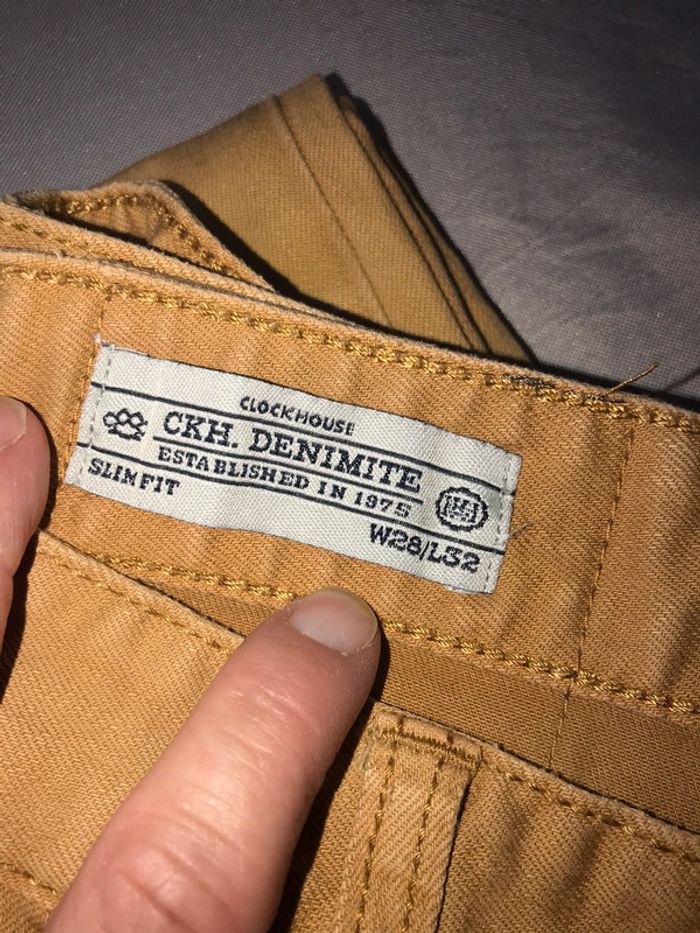 CLOCKHOUSE
CKH. DENIMITE
ESTABLISHED IN 1975
SLIM FIT
W28/L32